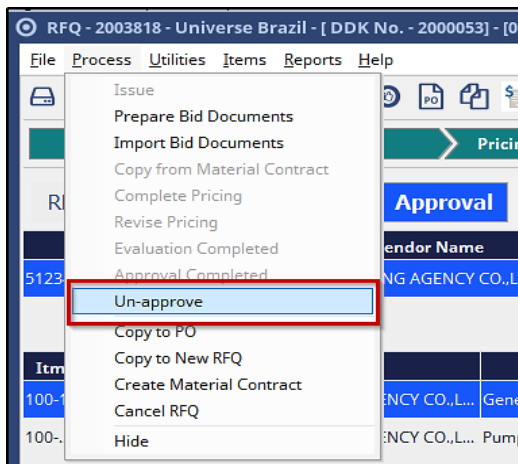 RFQ - 2003818 - Universe Brazil - [ DDK No. - 2000053] - [0
File Process Utilities Items Reports Help
Issue
Prepare Bid Documents
Import Bid Documents
Copy from Material Contract
Complete Pricing
Revise Pricing
Evaluation Completed
Approval Completed
Un-approve
Copy to PO
Copy to New RFQ
Create Material Contract
Cancel RFQ
Hide
PO
Pricin
Approval
endor Name
5123 NG AGENCY CO.,L
Itm
100-1 ENCY CO.,L... Gene
100-.. ENCY CO.,L... Pump